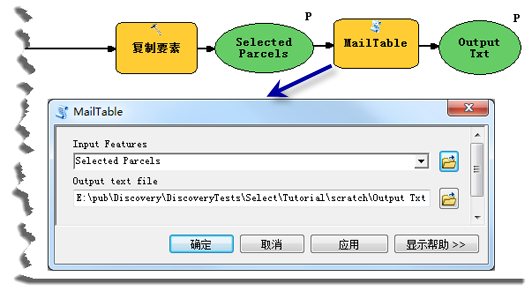 P
P
复制要素
Selected
Parcels
MailTable
Output
Txt
MailTable
Input Features
Selected Parcels
Output text file
E:\pub\Discovery\DiscoveryTests\Select\Tutorial\scratch\Output Txt
确定
取消
应用
显示帮助 >>